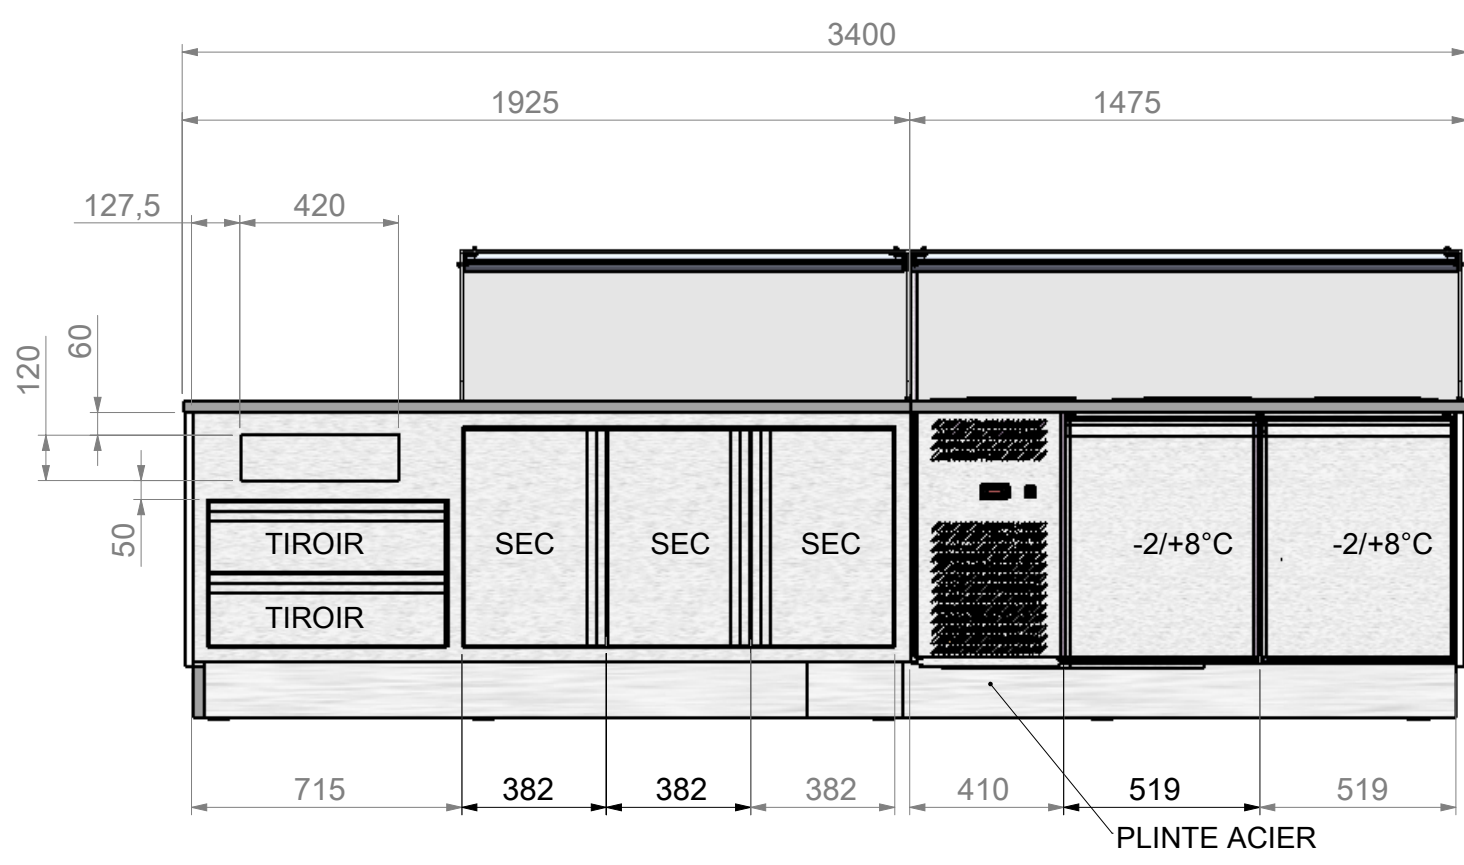 3400
1925
1475
127,5
420
60
120
50
TIROIR
SEC
SEC
SEC
-2/+8°C
-2/+8°C
TIROIR
715
382
382
382
410
519
519
PLINTE ACIER